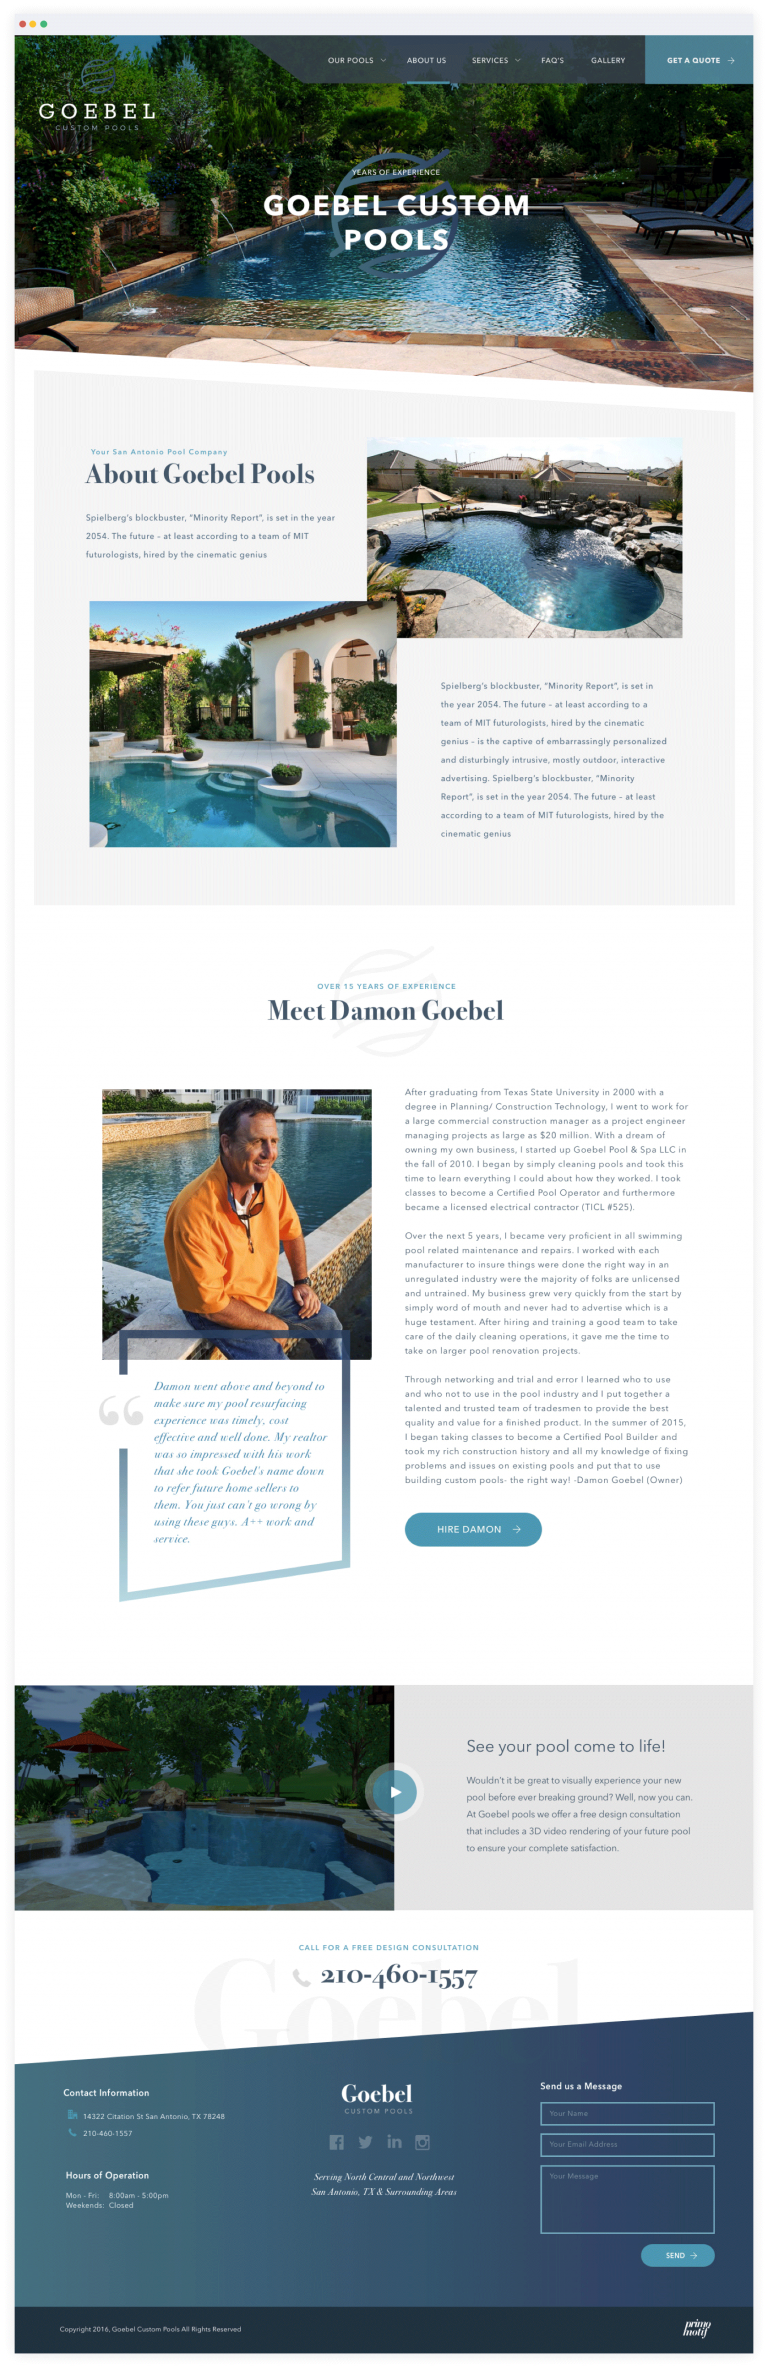 OUR POOLS
ABOUT US
SERVICES
FAQ'S
GALLERY
GET A QUOTE
GOEBEL
CUSTOM POOLS
YEARS OF EXPERIENCE
GOEBEL CUSTOM
POOLS
Your San Antonio Pool Company
About Goebel Pools
Spielberg's blockbuster, "Minority Report", is set in the year
2054. The future – at least according to a team of MIT
futurologists, hired by the cinematic genius
Spielberg's blockbuster, "Minority Report", is set in
the year 2054. The future – at least according to a
team of MIT futurologists, hired by the cinematic
genius – is the captive of embarrassingly personalized
and disturbingly intrusive, mostly outdoor, interactive
advertising. Spielberg's blockbuster, "Minority
Report", is set in the year 2054. The future – at least
according to a team of MIT futurologists, hired by the
cinematic genius
OVER 15 YEARS OF EXPERIENCE
Meet Damon Goebel
After graduating from Texas State University in 2000 with a
degree in Planning/ Construction Technology, I went to work for
a large commercial construction manager as a project engineer
managing projects as large as $20 million. With a dream of
owning my own business, I started up Goebel Pool & Spa LLC in
the fall of 2010. I began by simply cleaning pools and took this
time to learn everything I could about how they worked. I took
classes to become a Certified Pool Operator and furthermore
became a licensed electrical contractor (TICL #525).
Over the next 5 years, I became very proficient in all swimming
pool related maintenance and repairs. I worked with each
manufacturer to insure things were done the right way in an
unregulated industry were the majority of folks are unlicensed
and untrained. My business grew very quickly from the start by
simply word of mouth and never had to advertise which is a
huge testament. After hiring and training a good team to take
care of the daily cleaning operations, it gave me the time to
take on larger pool renovation projects.
Through networking and trial and error I learned who to use
and who not to use in the pool industry and I put together a
talented and trusted team of tradesmen to provide the best
quality and value for a finished product. In the summer of 2015,
I began taking classes to become a Certified Pool Builder and
took my rich construction history and all my knowledge of fixing
problems and issues on existing pools and put that to use
building custom pools- the right way! -Damon Goebel (Owner)
HIRE DAMON
Damon went above and beyond to
make sure my pool resurfacing
experience was timely, cost
effective and well done. My realtor
was so impressed with his work
that she took Goebel's name down
to refer future home sellers to
them. You just can't go wrong by
using these guys. A++ work and
service.
See your pool come to life!
Wouldn't it be great to visually experience your new
pool before ever breaking ground? Well, now you can.
At Goebel pools we offer a free design consultation
that includes a 3D video rendering of your future pool
to ensure your complete satisfaction.
Goebel
CALL FOR A FREE DESIGN CONSULTATION
210-460-1557
Contact Information
14322 Citation St San Antonio, TX 78248
210-460-1557
Hours of Operation
Mon - Fri: 8:00am - 5:00pm
Weekends: Closed
Goebel
CUSTOM POOLS
Serving North Central and Northwest
San Antonio, TX & Surrounding Areas
Send us a Message
Your Name
Your Email Address
Your Message
SEND
Copyright 2016, Goebel Custom Pools All Rights Reserved
primo
motif